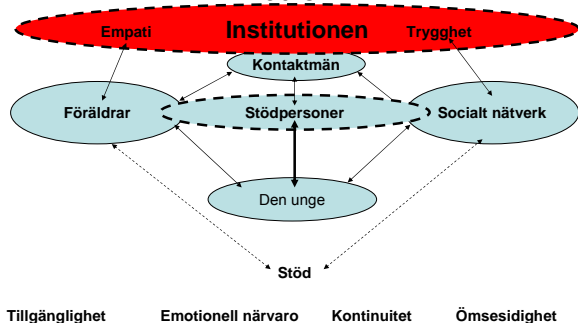 Empati Institutionen Trygghet
Kontaktmän
Föräldrar Stödpersoner Socialt nätverk
Den unge
Stöd
Tillgänglighet Emotionell närvaro Kontinuitet Ömsesidighet